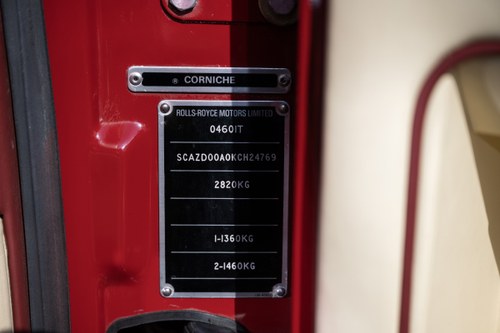 ® CORNICHE
ROLLS-ROYCE MOTORS LIMITED
0460IT
SCAZD00A0KCH24769
2820KG
1-1360KG
2-1460KG